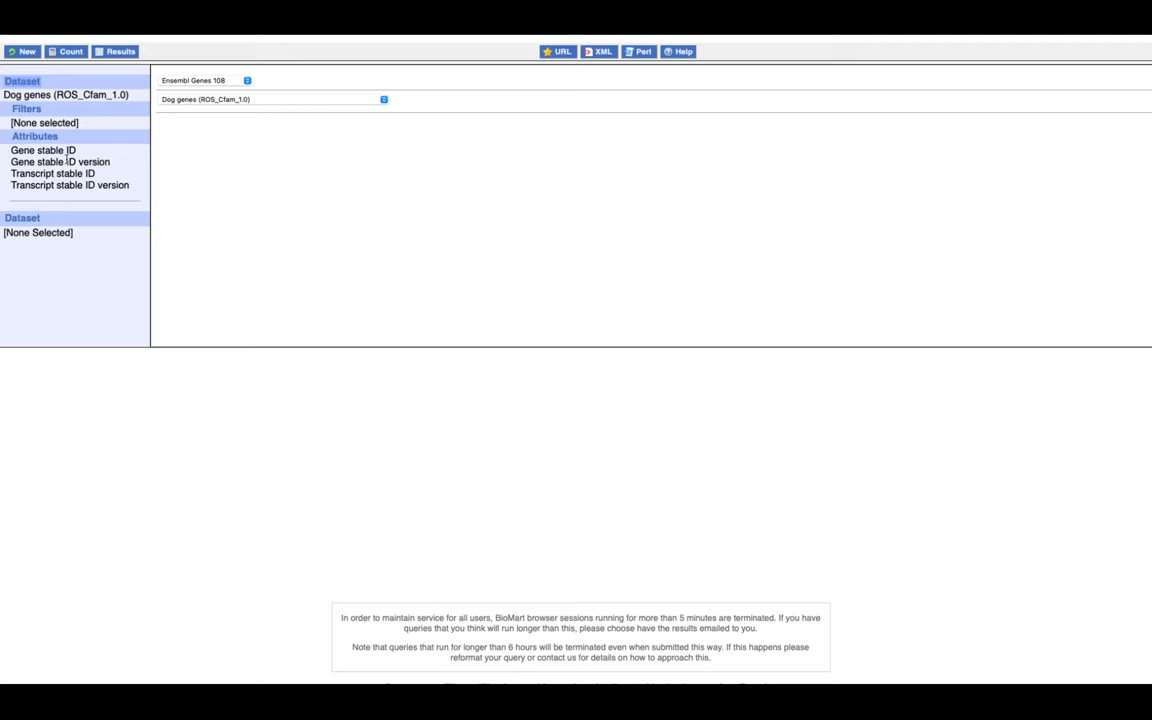 New Count Results URL XML Perl Help
Dataset
Dog genes (ROS_Cfam_1.0)
Filters
[None selected]
Attributes
Gene stable ID
Gene stable ID version
Transcript stable ID
Transcript stable ID version
Dataset
[None Selected]
Ensembl Genes 108
Dog genes (ROS_Cfam_1.0)
In order to maintain service for all users, BioMart browser sessions running for more than 5 minutes are terminated. If you have
queries that you think will run longer than this, please choose have the results emailed to you.
Note that queries that run for longer than 6 hours will be terminated even when submitted this way. If this happens please
reformat your query or contact us for details on how to approach this.